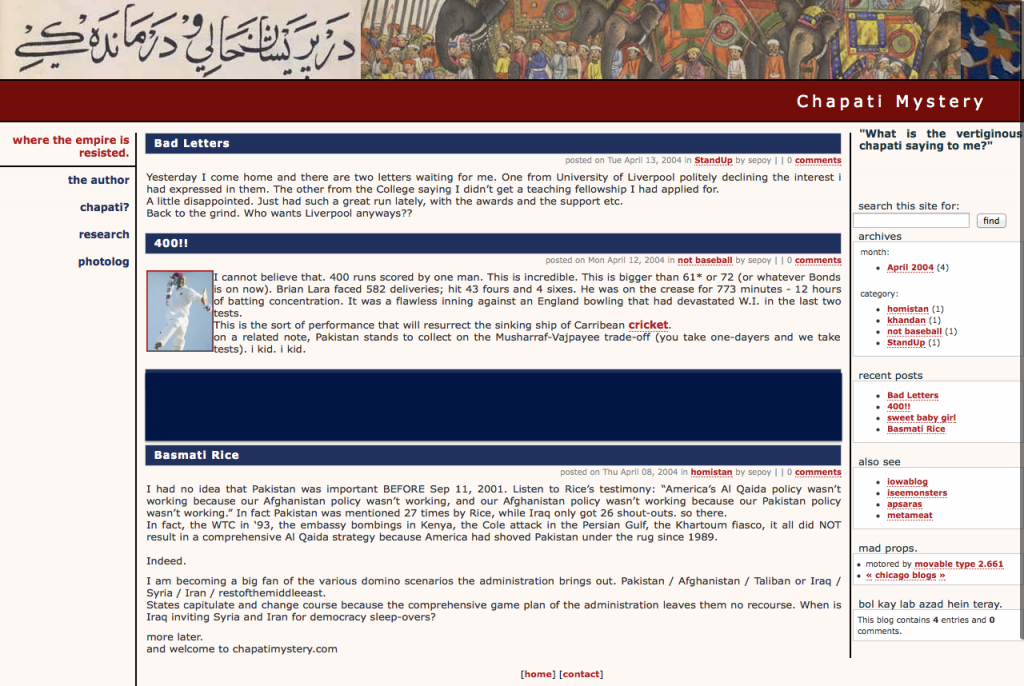 در پریشان حالی و درماندگی
Chapati Mystery
where the empire is
resisted.
the author
chapati?
research
photolog
Bad Letters
posted on Tue April 13, 2004 in StandUp by sepoy | | 0 comments
Yesterday I come home and there are two letters waiting for me. One from University of Liverpool politely declining the interest i
had expressed in them. The other from the College saying I didn't get a teaching fellowship I had applied for.
A little disappointed. Just had such a great run lately, with the awards and the support etc.
Back to the grind. Who wants Liverpool anyways??
400!!
posted on Mon April 12, 2004 in not baseball by sepoy | | 0 comments
I cannot believe that. 400 runs scored by one man. This is incredible. This is bigger than 61* or 72 (or whatever Bonds
is on now). Brian Lara faced 582 deliveries; hit 43 fours and 4 sixes. He was on the crease for 773 minutes - 12 hours
of batting concentration. It was a flawless inning against an England bowling that had devastated W.I. in the last two
tests.
This is the sort of performance that will resurrect the sinking ship of Carribean cricket.
on a related note, Pakistan stands to collect on the Musharraf-Vajpayee trade-off (you take one-dayers and we take
tests). i kid. i kid.
Basmati Rice
posted on Thu April 08, 2004 in homistan by sepoy | | 0 comments
I had no idea that Pakistan was important BEFORE Sep 11, 2001. Listen to Rice's testimony: “America's Al Qaida policy wasn't
working because our Afghanistan policy wasn't working, and our Afghanistan policy wasn't working because our Pakistan policy
wasn't working.” In fact Pakistan was mentioned 27 times by Rice, while Iraq only got 26 shout-outs. so there.
In fact, the WTC in ‘93, the embassy bombings in Kenya, the Cole attack in the Persian Gulf, the Khartoum fiasco, it all did NOT
result in a comprehensive Al Qaida strategy because America had shoved Pakistan under the rug since 1989.
Indeed.
I am becoming a big fan of the various domino scenarios the administration brings out. Pakistan / Afghanistan / Taliban or Iraq /
Syria / Iran / restofthemiddleeast.
States capitulate and change course because the comprehensive game plan of the administration leaves them no recourse. When is
Iraq inviting Syria and Iran for democracy sleep-overs?
more later.
and welcome to chapatimystery.com
[home] [contact]
"What is the vertiginous
chapati saying to me?"
search this site for:
find
archives
month:
April 2004 (4)
category:
homistan (1)
khandan (1)
not baseball (1)
StandUp (1)
recent posts
Bad Letters
400!!
sweet baby girl
Basmati Rice
also see
iowablog
iseemonsters
apsaras
metameat
mad props.
motored by movable type 2.661
« chicago blogs »
bol kay lab azad hein teray.
This blog contains 4 entries and 0
comments.